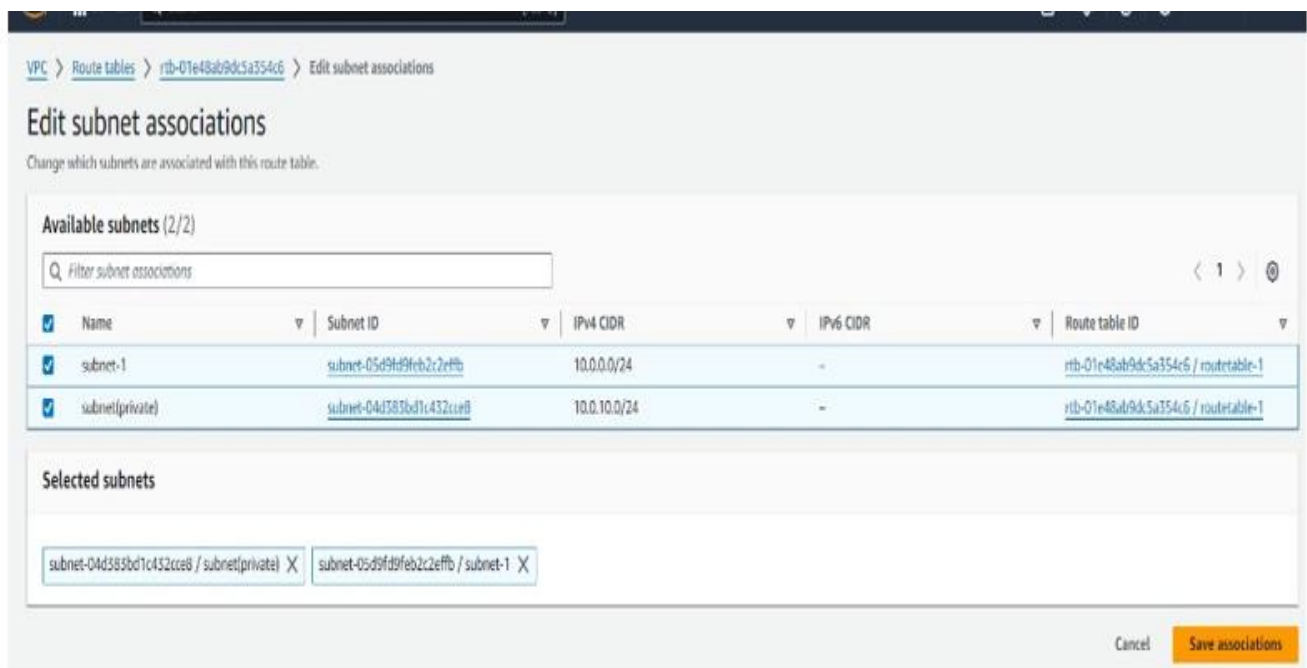 VPC > Route tables > rtb-01e48ab9dc5a354c6 > Edit subnet associations
Edit subnet associations
Change which subnets are associated with this route table.
Available subnets (2/2)
Filter subnet associations
< 1 >
Name Subnet ID IPv4 CIDR IPv6 CIDR Route table ID
subnet-1 subnet-05d9fd9feb2c2effb 10.0.0.0/24 – rtb-01e48ab9dc5a354c6 / routetable-1
subnet(private) subnet-04d383bd1c432cce8 10.0.10.0/24 – rtb-01e48ab9dc5a354c6 / routetable-1
Selected subnets
subnet-04d383bd1c432cce8 / subnet(private) X subnet-05d9fd9feb2c2effb / subnet-1 X
Cancel Save associations